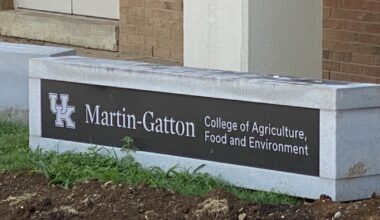 UK Martin-Gatton
College of Agriculture,
Food and Environment